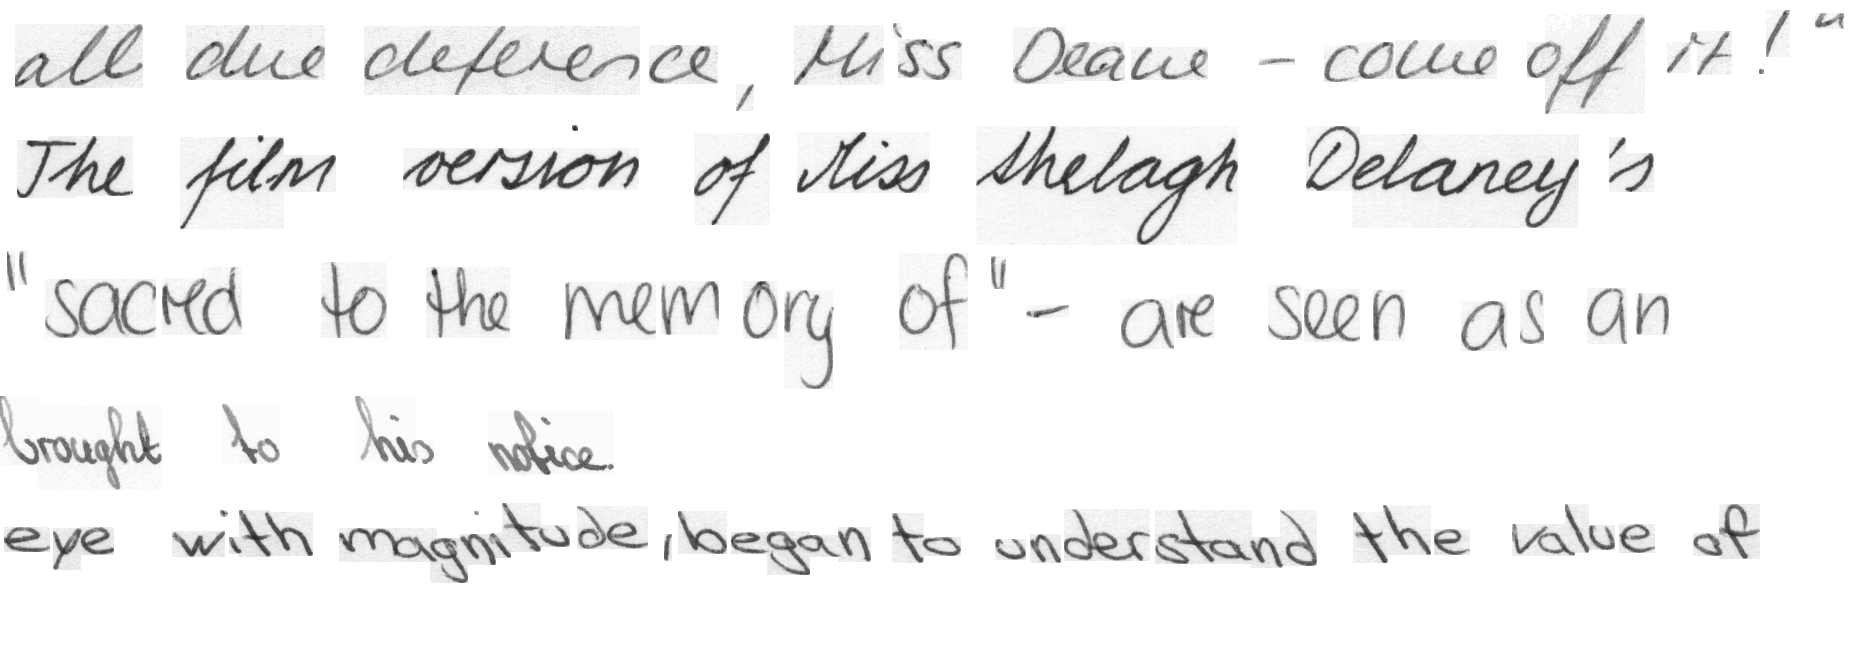 all due deference, Miss Deane - come off it!"
The film version of Miss Shelagh Delaney's
"sacred to the memory of" - are seen as an
brought to his notice.
eye with magnitude, began to understand the value of